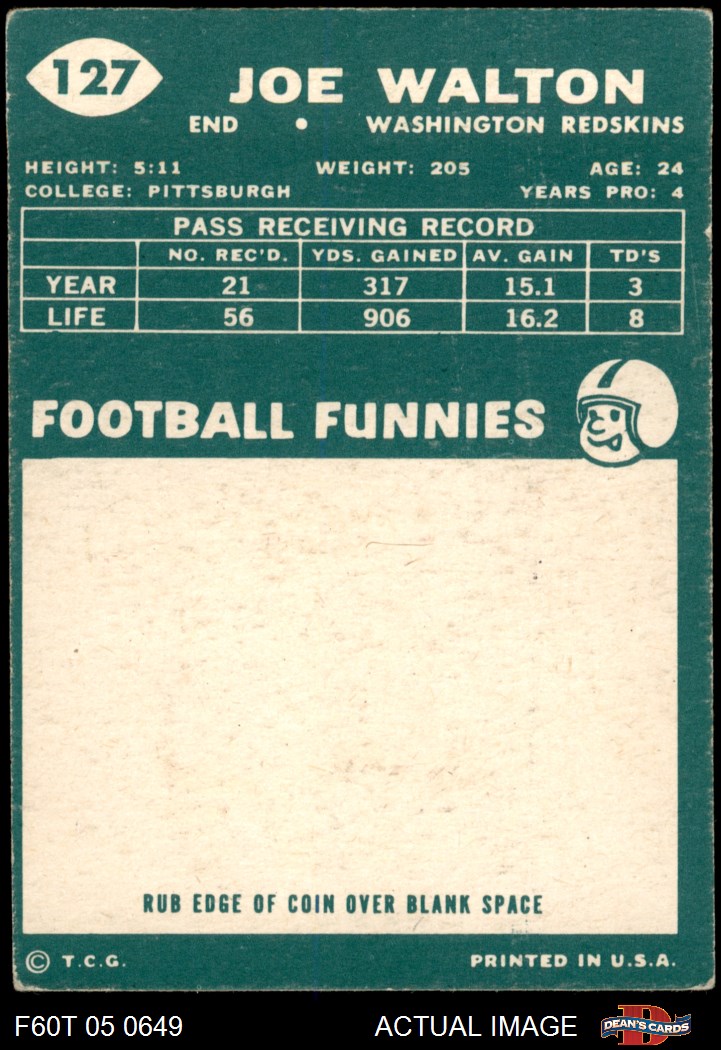 127
JOE WALTON
END • WASHINGTON REDSKINS
HEIGHT: 5:11 WEIGHT: 205 AGE: 24
COLLEGE: PITTSBURGH YEARS PRO: 4
PASS RECEIVING RECORD
NO. REC'D. YDS. GAINED AV. GAIN TD'S
YEAR 21 317 15.1 3
LIFE 56 906 16.2 8
FOOTBALL FUNNIES
RUB EDGE OF COIN OVER BLANK SPACE
© T.C.G. PRINTED IN U.S.A.
F60T 05 0649 ACTUAL IMAGE DEAN'S CARDS